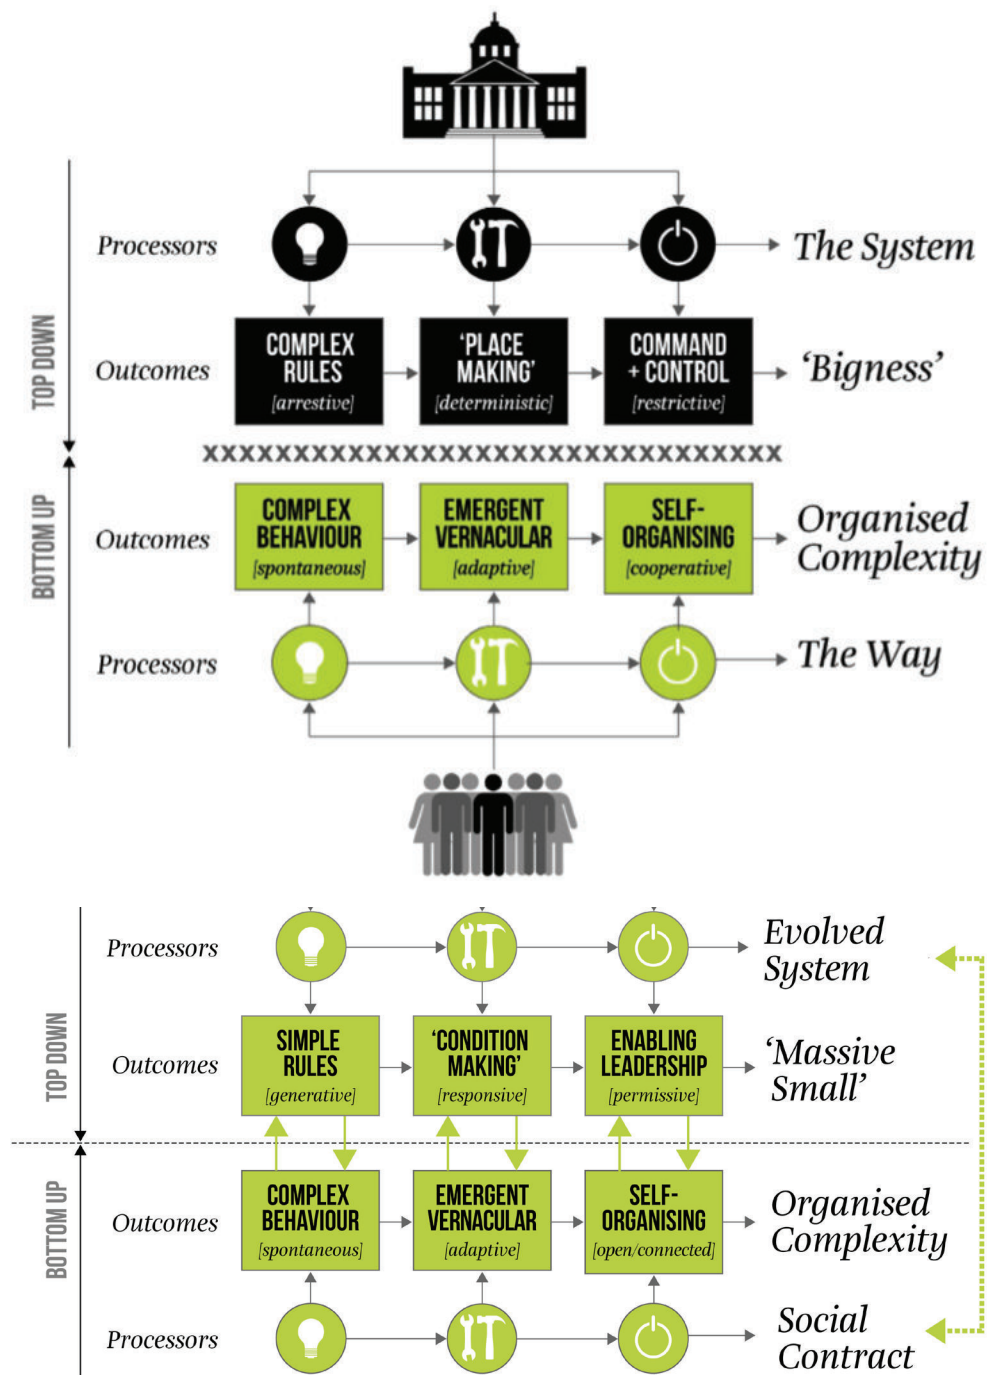 Processors
The System
TOP DOWN
Outcomes
COMPLEX
RULES
[arrestive]
‘PLACE
MAKING’
[deterministic]
COMMAND
+ CONTROL
[restrictive]
‘Bigness’
XXXXXXXXXXXXXXXXXXXXXXXXXXXXXXXX
BOTTOM UP
Outcomes
COMPLEX
BEHAVIOUR
[spontaneous]
EMERGENT
VERNACULAR
[adaptive]
SELF-
ORGANISING
[cooperative]
Organised
Complexity
Processors
The Way
Processors
Evolved
System
TOP DOWN
Outcomes
SIMPLE
RULES
[generative]
‘CONDITION
MAKING’
[responsive]
ENABLING
LEADERSHIP
[permissive]
‘Massive
Small’
BOTTOM UP
Outcomes
COMPLEX
BEHAVIOUR
[spontaneous]
EMERGENT
VERNACULAR
[adaptive]
SELF-
ORGANISING
[open/connected]
Organised
Complexity
Processors
Social
Contract